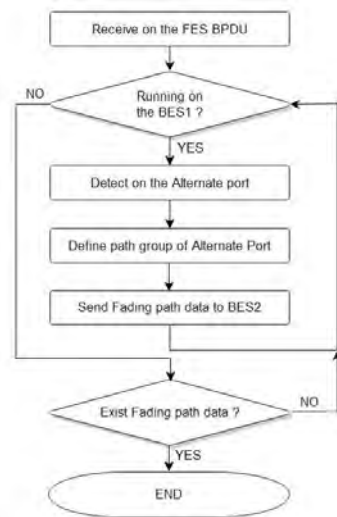 Receive on the FES BPDU
NO
Running on
the BES1 ?
YES
Detect on the Alternate port
Define path group of Alternate Port
Send Fading path data to BES2
NO
Exist Fading path data ?
YES
END